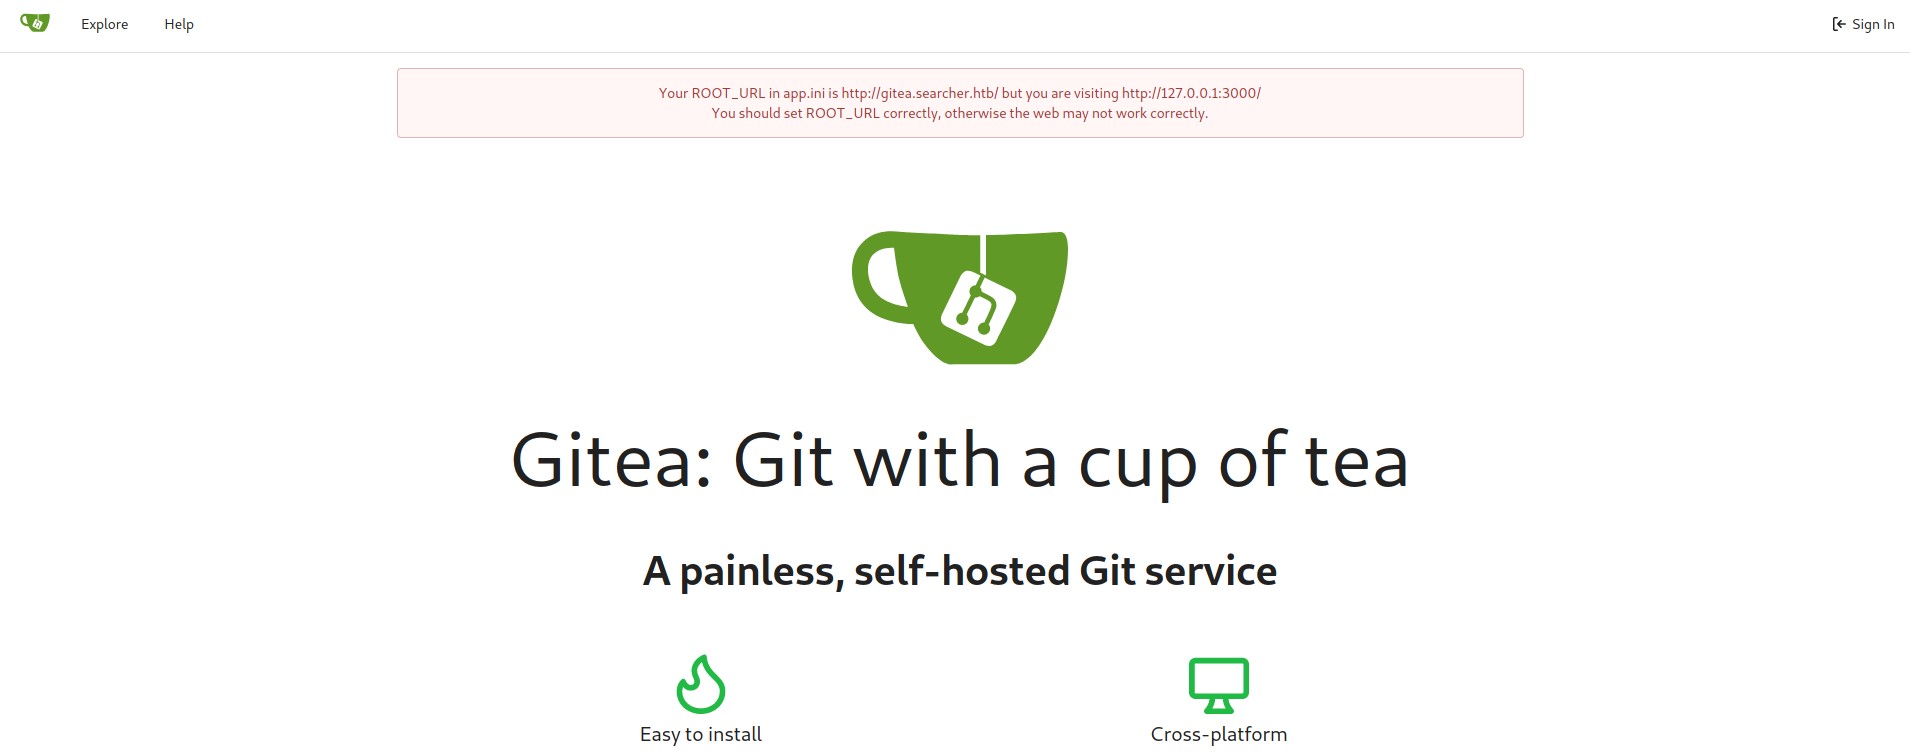 Explore Help Sign In
Your ROOT_URL in app.ini is http://gitea.searcher.htb/ but you are visiting http://127.0.0.1:3000/
You should set ROOT_URL correctly, otherwise the web may not work correctly.
Gitea: Git with a cup of tea
A painless, self-hosted Git service
Easy to install Cross-platform